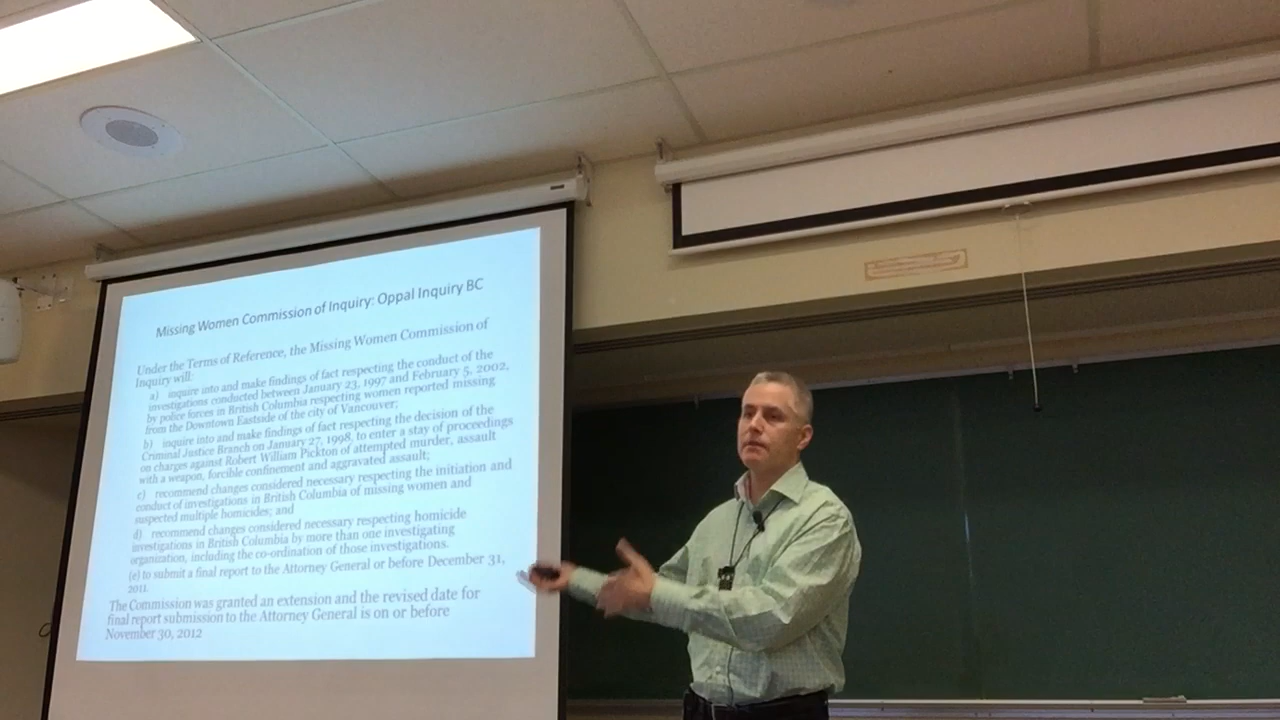 Missing Women Commission of Inquiry: Oppal Inquiry BC
Under the Terms of Reference, the Missing Women Commission of
Inquiry will:
a) inquire into and make findings of fact respecting the conduct of the
investigations conducted between January 23, 1997 and February 5, 2002,
by police forces in British Columbia respecting women reported missing
from the Downtown Eastside of the city of Vancouver;
b) inquire into and make findings of fact respecting the decision of the
Criminal Justice Branch on January 27, 1998, to enter a stay of proceedings
on charges against Robert William Pickton of attempted murder, assault
with a weapon, forcible confinement and aggravated assault;
c) recommend changes considered necessary respecting the initiation and
conduct of investigations in British Columbia of missing women and
suspected multiple homicides; and
d) recommend changes considered necessary respecting homicide
investigations in British Columbia by more than one investigating
organization, including the co-ordination of those investigations.
(e) to submit a final report to the Attorney General or before December 31,
2011.
The Commission was granted an extension and the revised date for
final report submission to the Attorney General is on or before
November 30, 2012